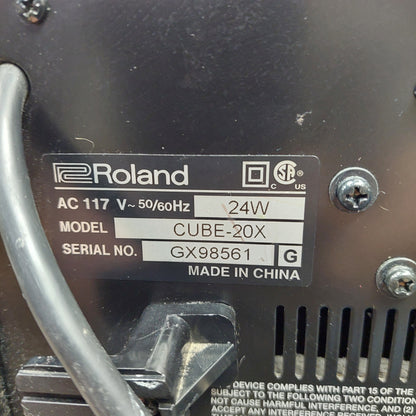 Roland
C US
AC 117 V~ 50/60Hz 24W
MODEL CUBE-20X
SERIAL NO. GX98561 G
MADE IN CHINA
DEVICE COMPLIES WITH PART 15 OF THE
SUBJECT TO THE FOLLOWING TWO CONDITION
NOT CAUSE HARMFUL INTERFERENCE, AND (2)
ACCEPT ANY INTERFERENCE RECEIVED,